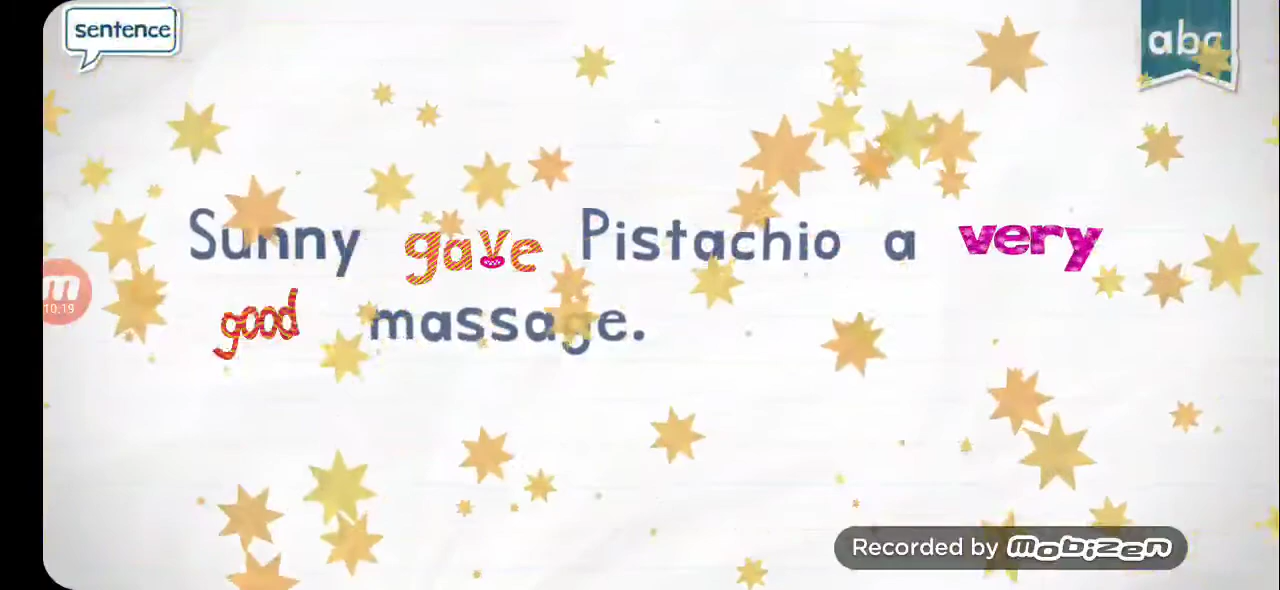 sentence
abc
Sunny gave Pistachio a very
good massage.
10:19
Recorded by mobizen